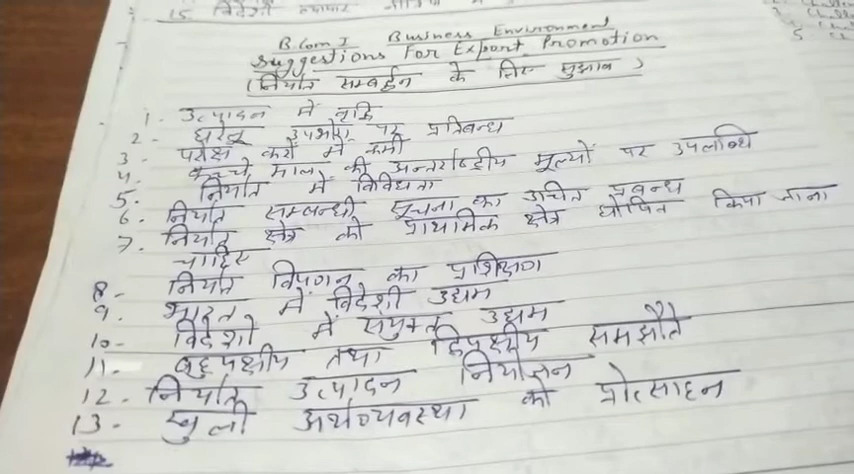 15 विदेशी व्यापार
B.Com I Business Environment
Suggestions For Export Promotion
(निर्यात सम्वर्द्धन के लिए सुझाव)
1. उत्पादन में वृद्धि
2- घरेलू उपभोग पर प्रतिबन्ध
3- परोक्ष करों में कमी
4. कच्चे माल की अन्तर्राष्ट्रीय मूल्यों पर उपलब्धि
5. निर्यात में विविधता
6. निर्यात सम्बन्धी सूचना का उचित प्रबन्ध
7. निर्यात क्षेत्र को प्राथमिक क्षेत्र घोषित किया जाना
चाहिए
8- निर्यात विपणन का प्रशिक्षण
9. भारत में विदेशी उद्यम
10- विदेशों में संयुक्त उद्यम
11. बहुपक्षीय तथा द्विपक्षीय समझौते
12. निर्यात उत्पादन नियोजन
13. खुली अर्थव्यवस्था को प्रोत्साहन